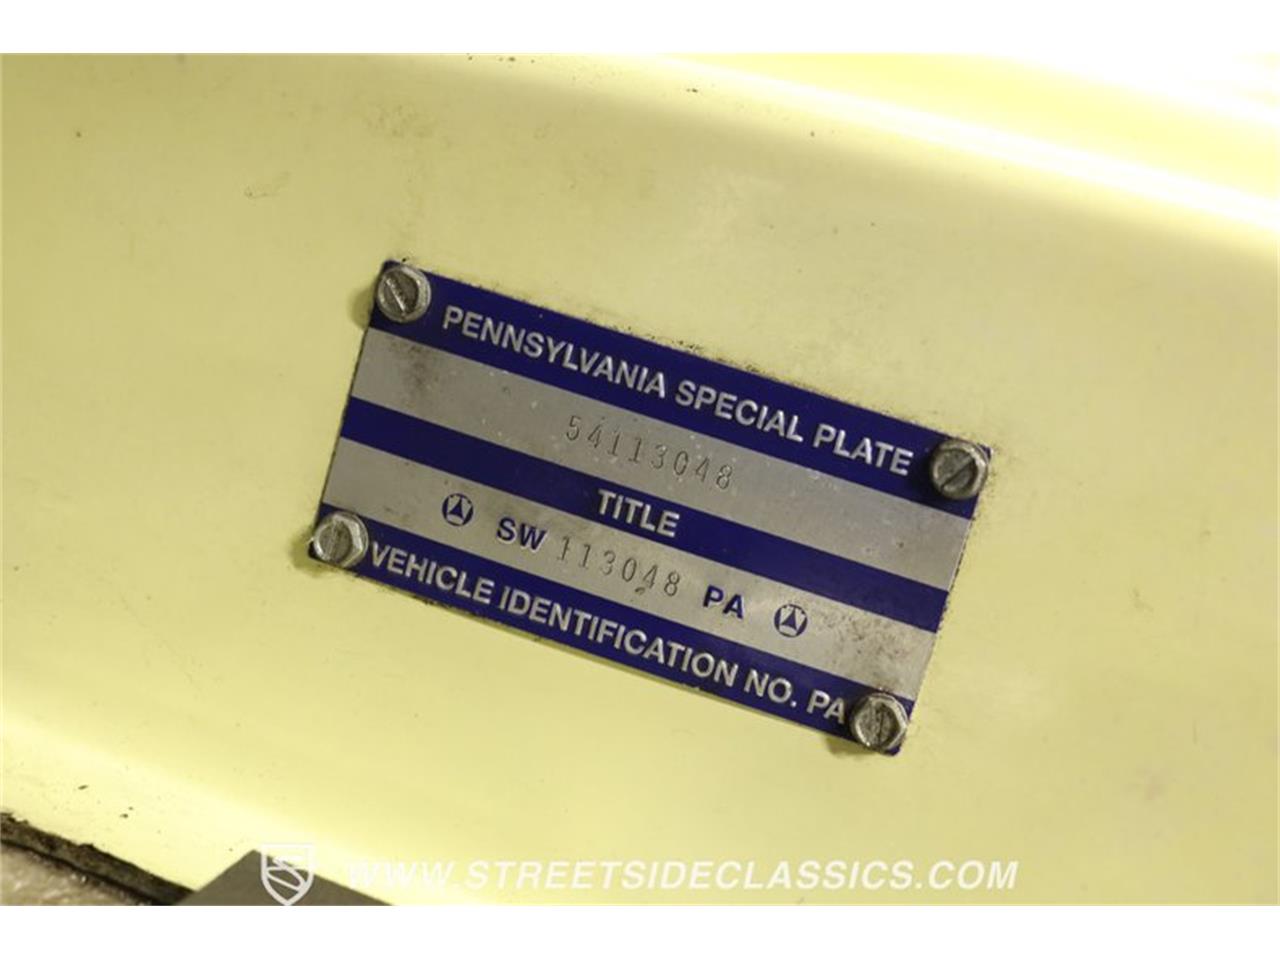 PENNSYLVANIA SPECIAL PLATE
54113048
TITLE
SW 113048 PA
VEHICLE IDENTIFICATION NO. PA
WWW.STREETSIDECLASSICS.COM